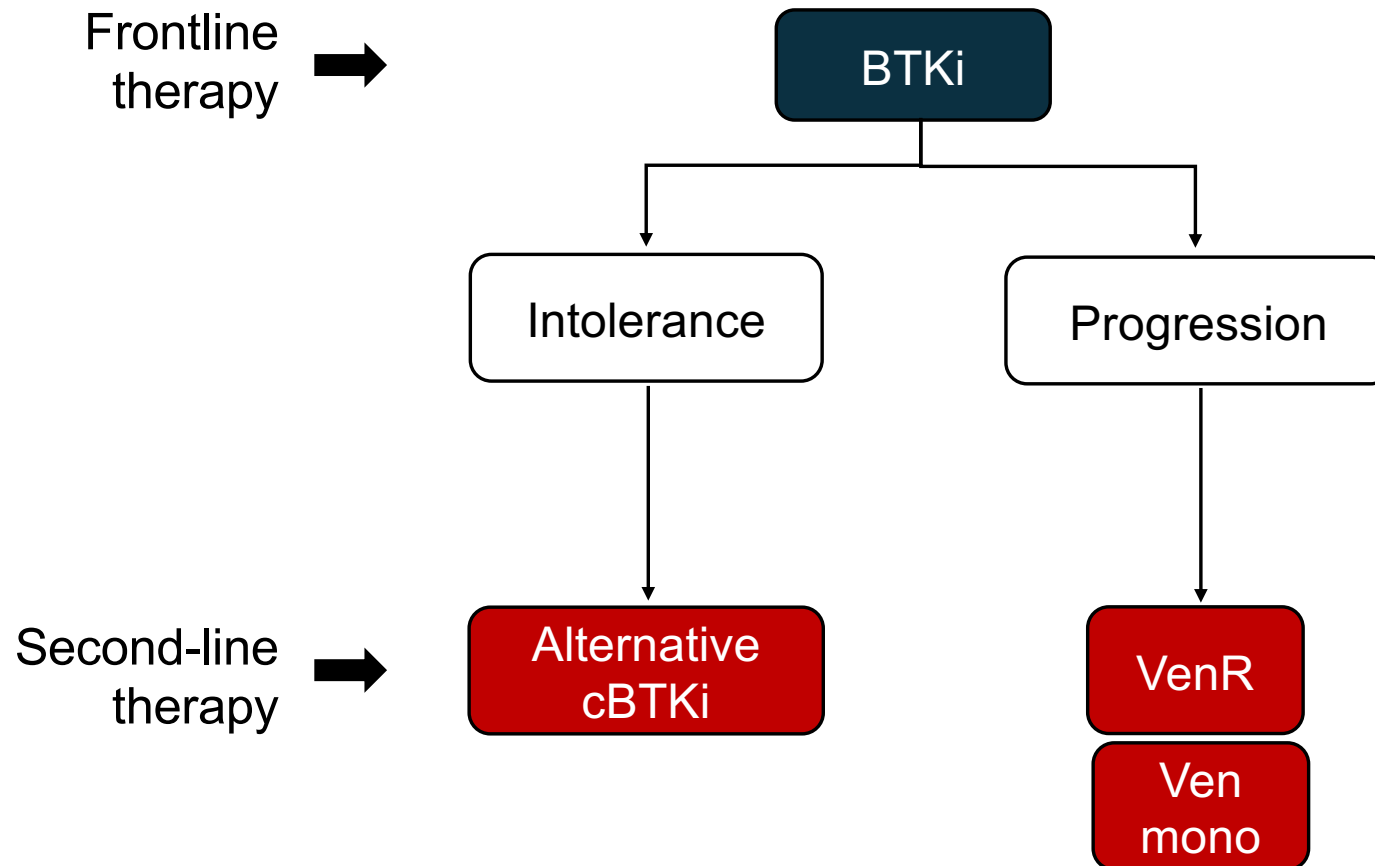 Frontline
therapy
BTKi
Intolerance
Progression
Second-line
therapy
Alternative
cBTKi
VenR
Ven
mono